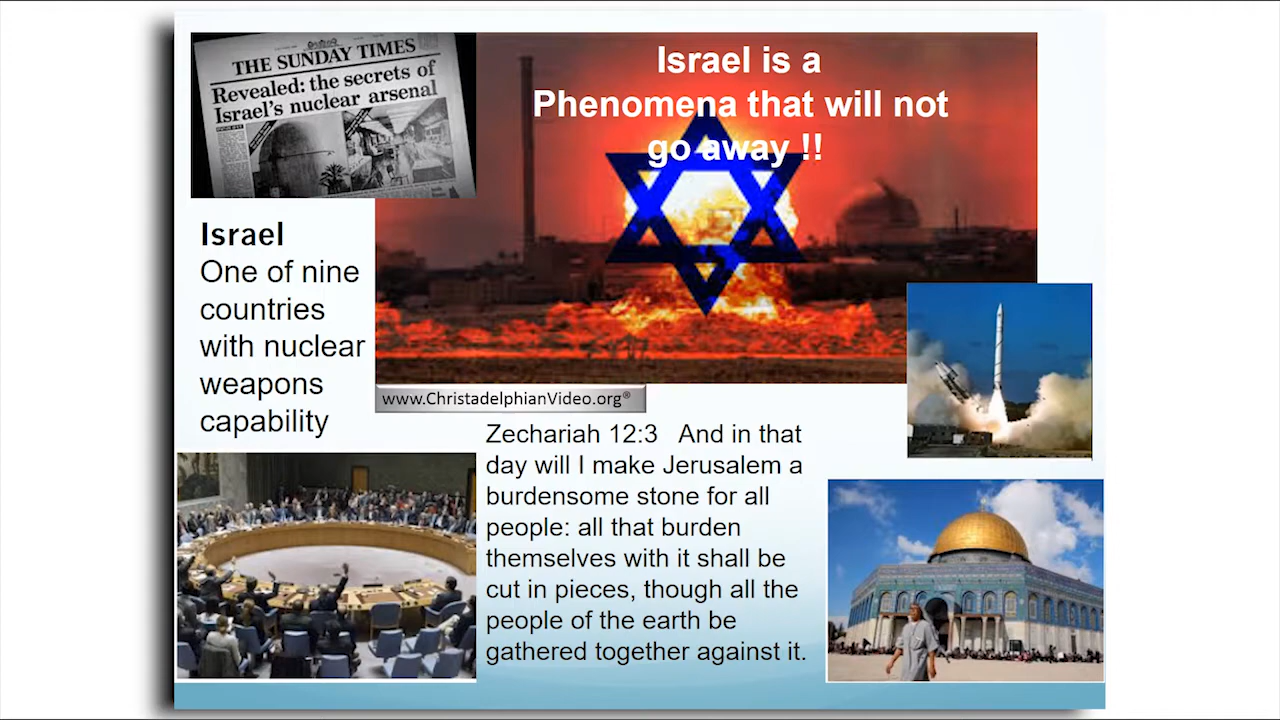 THE SUNDAY TIMES
Revealed: the secrets of
Israel's nuclear arsenal
Israel is a
Phenomena that will not
go away !!
Israel
One of nine
countries
with nuclear
weapons
capability
www.ChristadelphianVideo.org®
Zechariah 12:3 And in that
day will I make Jerusalem a
burdensome stone for all
people: all that burden
themselves with it shall be
cut in pieces, though all the
people of the earth be
gathered together against it.